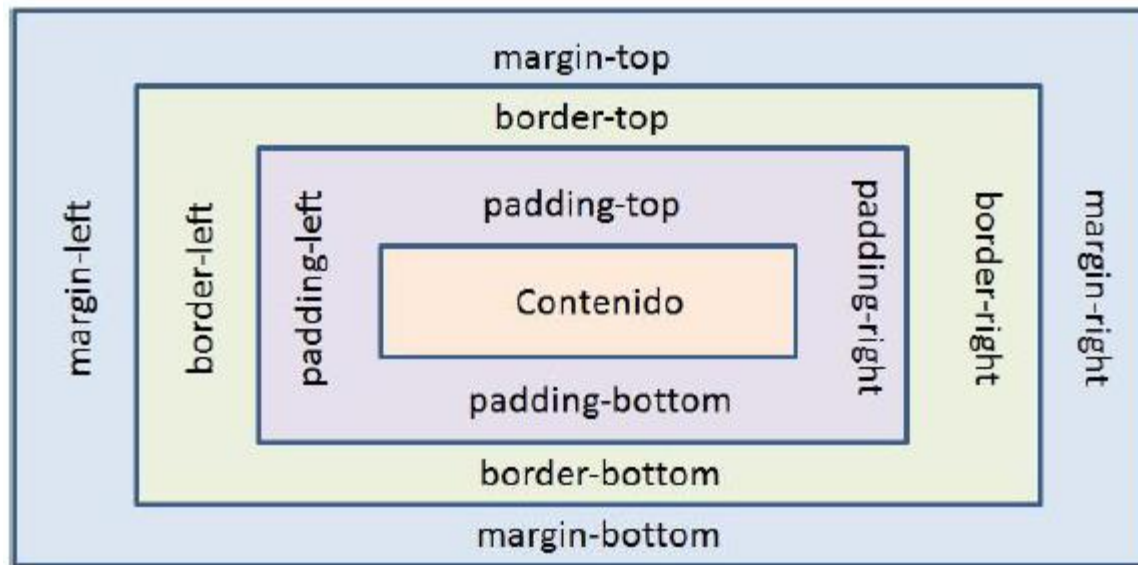 margin-top
border-top
padding-top
margin-left
border-left
padding-left
Contenido
padding-right
border-right
margin-right
padding-bottom
border-bottom
margin-bottom